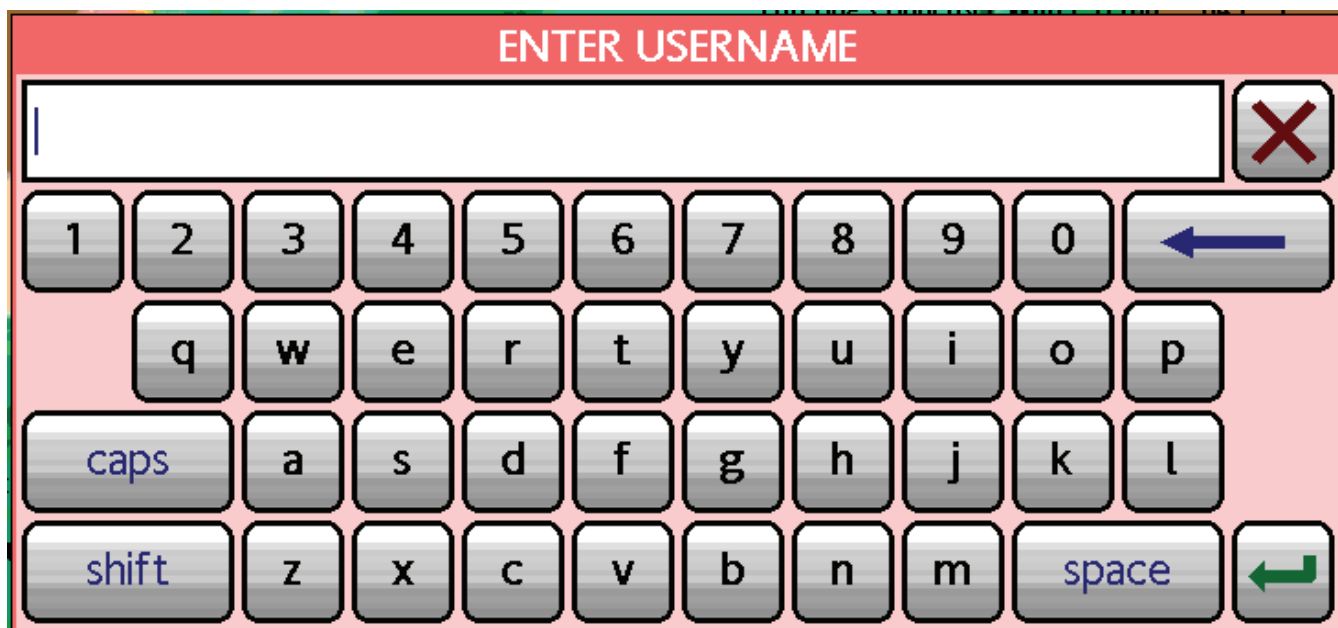 ENTER USERNAME
1 2 3 4 5 6 7 8 9 0
q w e r t y u i o p
caps a s d f g h j k l
shift z x c v b n m space